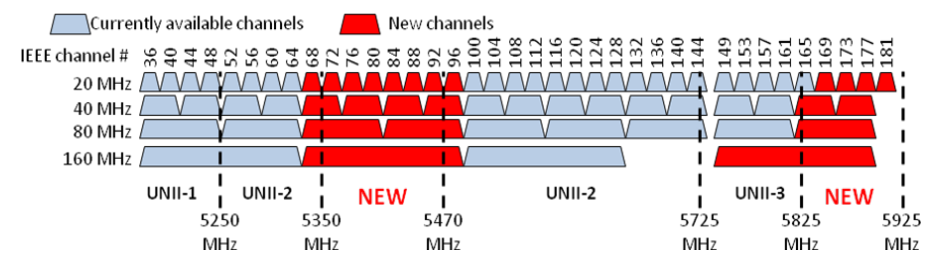 Currently available channels New channels
IEEE channel # 36 40 44 48 52 56 60 64 68 72 76 80 84 88 92 96 100 104 108 112 116 120 124 128 132 136 140 144 149 153 157 161 165 169 173 177 181
20 MHz
40 MHz
80 MHz
160 MHz
UNII-1 UNII-2 NEW UNII-2 UNII-3 NEW
5250 5350 5470 5725 5825 5925
MHz MHz MHz MHz MHz MHz